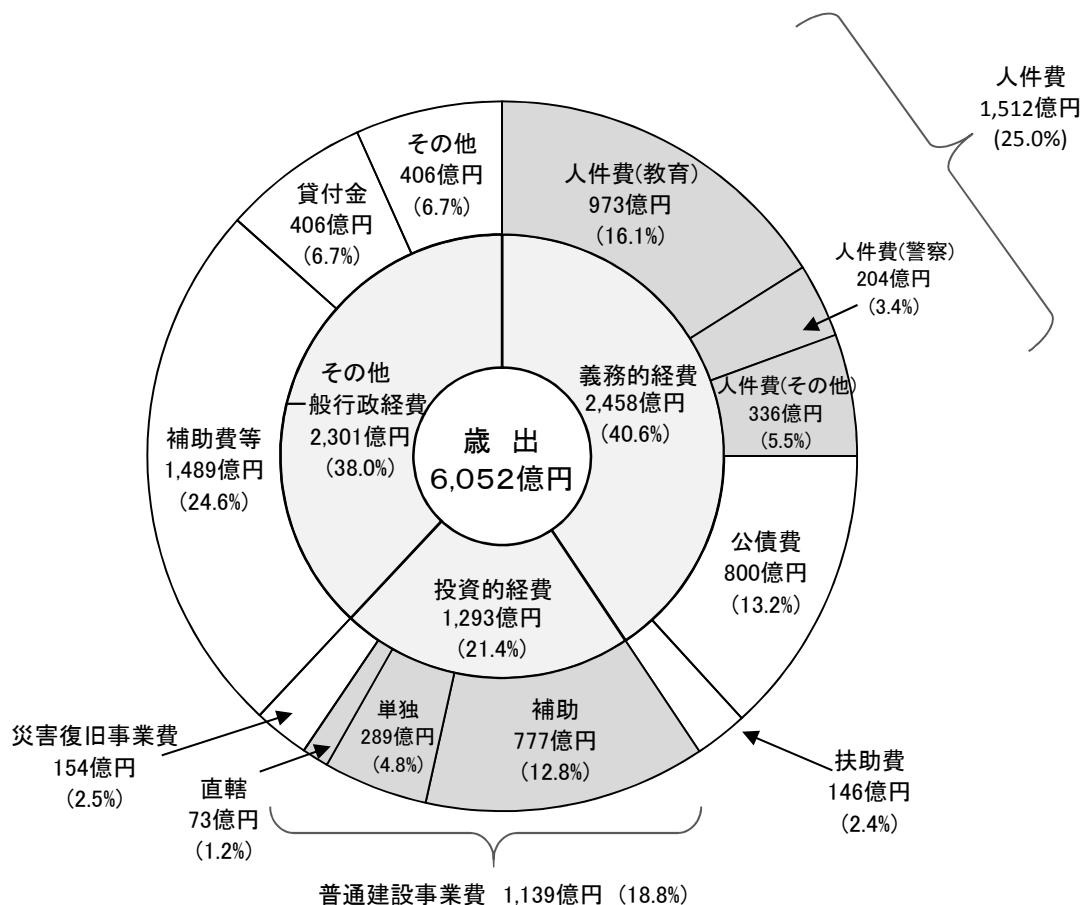 人件費
1,512億円
(25.0%)
その他
406億円
(6.7%)
貸付金
406億円
(6.7%)
人件費(教育)
973億円
(16.1%)
人件費(警察)
204億円
(3.4%)
人件費(その他)
336億円
(5.5%)
義務的経費
2,458億円
(40.6%)
その他
一般行政経費
2,301億円
(38.0%)
歳 出
6,052億円
補助費等
1,489億円
(24.6%)
公債費
800億円
(13.2%)
投資的経費
1,293億円
(21.4%)
補助
777億円
(12.8%)
単独
289億円
(4.8%)
災害復旧事業費
154億円
(2.5%)
直轄
73億円
(1.2%)
扶助費
146億円
(2.4%)
普通建設事業費 1,139億円 (18.8%)